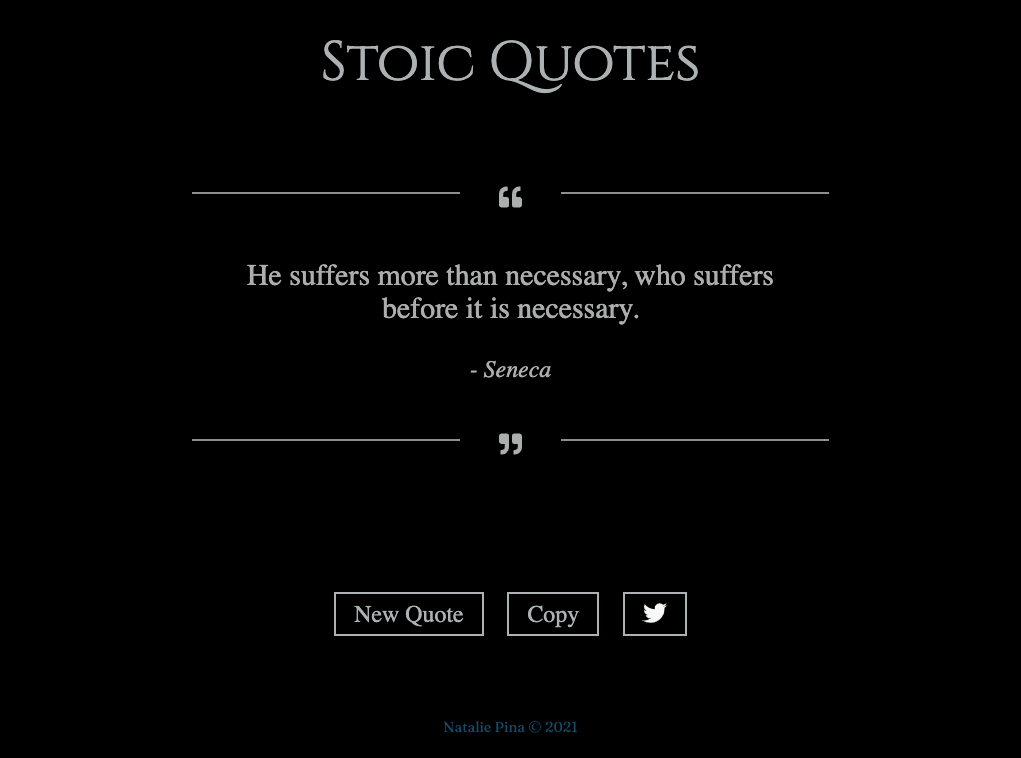 Stoic Quotes
“
He suffers more than necessary, who suffers
before it is necessary.
- Seneca
”
New Quote Copy
Natalie Pina © 2021